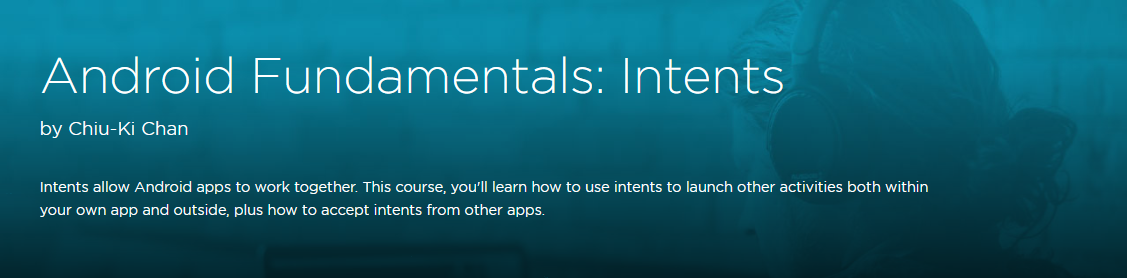 Android Fundamentals: Intents
by Chiu-Ki Chan
Intents allow Android apps to work together. This course, you'll learn how to use intents to launch other activities both within
your own app and outside, plus how to accept intents from other apps.